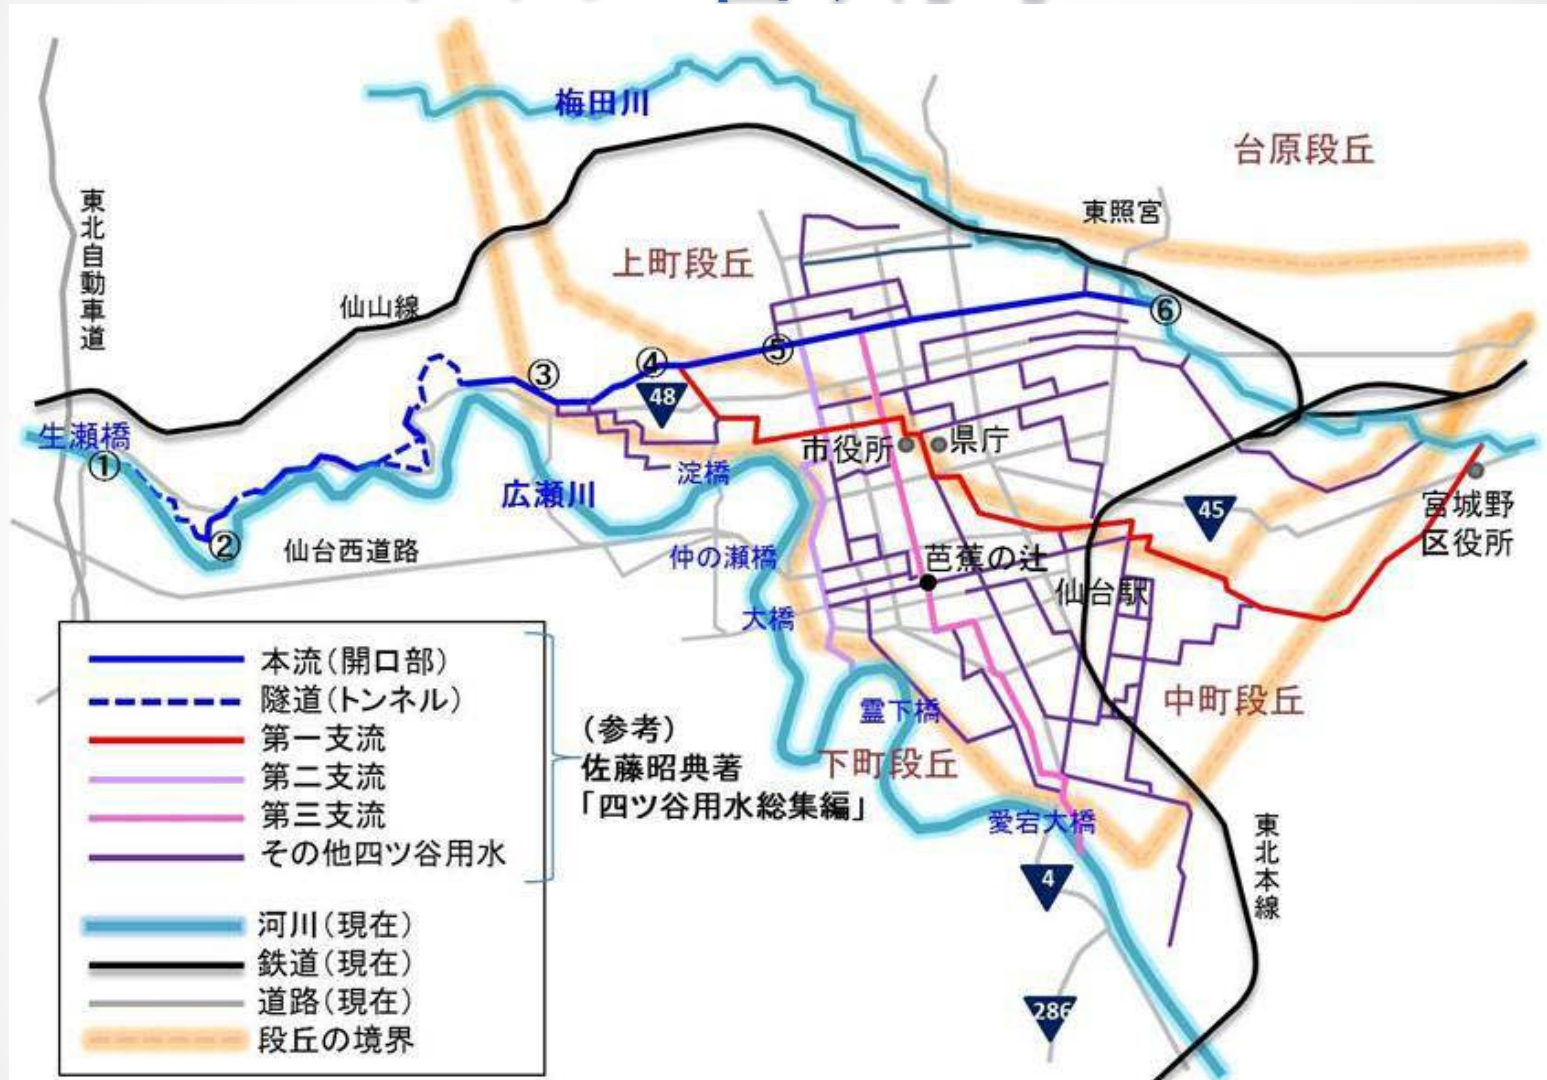 梅田川
台原段丘
東照宮
東北自動車道
上町段丘
仙山線
⑥
⑤
④
③
48
生瀬橋
①
市役所
県庁
淀橋
広瀬川
45
宮城野
区役所
②
仙台西道路
仲の瀬橋
芭蕉の辻
仙台駅
大橋
本流(開口部)
隧道(トンネル)
第一支流
第二支流
第三支流
その他四ツ谷用水
河川(現在)
鉄道(現在)
道路(現在)
段丘の境界
(参考)
佐藤昭典著
「四ツ谷用水総集編」
霊下橋
中町段丘
下町段丘
愛宕大橋
東北本線
4
286